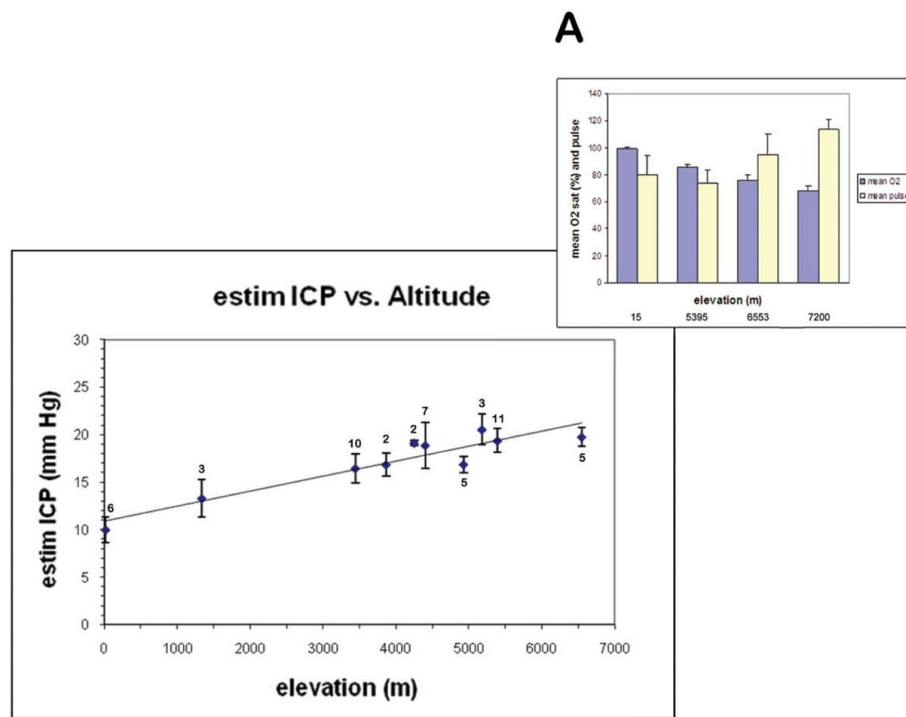 A
140
120
100
80
60
40
20
0
mean O2 sat (%) and pulse
mean O2
mean pulse
elevation (m)
15 5395 6553 7200
estim ICP vs. Altitude
30
25
20
15
10
5
0
estim ICP (mm Hg)
6
3
10
2
2
7
5
3
11
5
0 1000 2000 3000 4000 5000 6000 7000
elevation (m)